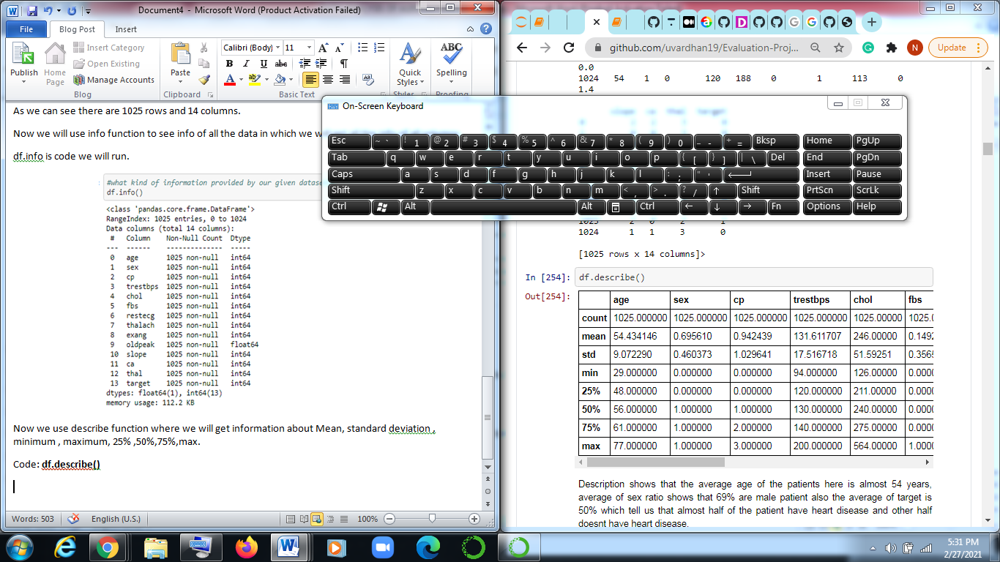 Document4 - Microsoft Word (Product Activation Failed)
File Blog Post Insert
Publish
Home Page
Insert Category
Open Existing
Manage Accounts
Blog
Paste
Clipboard
Calibri (Body) 11
B I U abc
Basic Text
Quick Styles
Styles
ABC
Spelling
Proofing
As we can see there are 1025 rows and 14 columns.
Now we will use info function to see info of all the data in which we w
df.info is code we will run.
#what kind of information provided by our given datase
df.info()
<class 'pandas.core.frame.DataFrame'>
RangeIndex: 1025 entries, 0 to 1024
Data columns (total 14 columns):
# Column Non-Null Count Dtype
--- ------ -------------- -----
0 age 1025 non-null int64
1 sex 1025 non-null int64
2 cp 1025 non-null int64
3 trestbps 1025 non-null int64
4 chol 1025 non-null int64
5 fbs 1025 non-null int64
6 restecg 1025 non-null int64
7 thalach 1025 non-null int64
8 exang 1025 non-null int64
9 oldpeak 1025 non-null float64
10 slope 1025 non-null int64
11 ca 1025 non-null int64
12 thal 1025 non-null int64
13 target 1025 non-null int64
dtypes: float64(1), int64(13)
memory usage: 112.2 KB
Now we use describe function where we will get information about Mean, standard deviation ,
minimum , maximum, 25% ,50%,75%,max.
Code: df.describe()
Words: 503 English (U.S.) 100%
github.com/uvardhan19/Evaluation-Proj...
N
Update
0.0
1024 54 1 0 120 188 0 1 113 0
1.4
On-Screen Keyboard
Esc ~ ` ! 1 @ 2 # 3 $ 4 % 5 ^ 6 & 7 * 8 ( 9 ) 0 _ - + = Bksp Home PgUp
Tab q w e r t y u i o p { [ } ] | \ Del End PgDn
Caps a s d f g h j k l : ; " ' Insert Pause
Shift z x c v b n m < , > . ? / ↑ Shift PrtScn ScrLk
Ctrl Alt Alt Ctrl ← ↓ → Fn Options Help
1024 1 1 3 0
[1025 rows x 14 columns]>
In [254]: df.describe()
Out[254]:
age sex cp trestbps chol fbs
count 1025.000000 1025.000000 1025.000000 1025.000000 1025.00000 1025.0
mean 54.434146 0.695610 0.942439 131.611707 246.00000 0.1492
std 9.072290 0.460373 1.029641 17.516718 51.59251 0.3565
min 29.000000 0.000000 0.000000 94.000000 126.00000 0.0000
25% 48.000000 0.000000 0.000000 120.000000 211.00000 0.0000
50% 56.000000 1.000000 1.000000 130.000000 240.00000 0.0000
75% 61.000000 1.000000 2.000000 140.000000 275.00000 0.0000
max 77.000000 1.000000 3.000000 200.000000 564.00000 1.0000
Description shows that the average age of the patients here is almost 54 years,
average of sex ratio shows that 69% are male patient also the average of target is
50% which tell us that almost half of the patient have heart disease and other half
doesnt have heart disease.
5:31 PM
2/27/2021